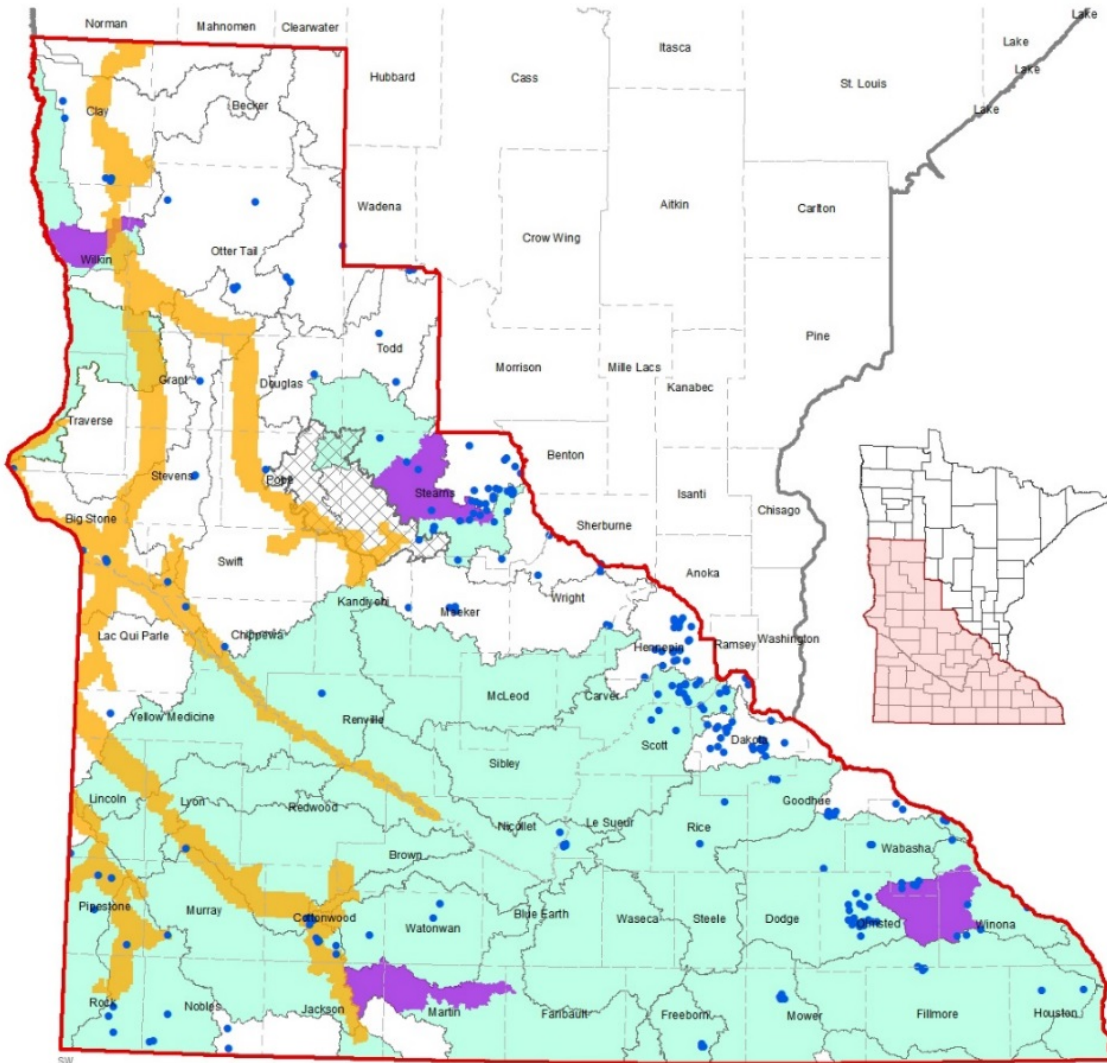 Norman
Mahnomen
Clearwater
Lake
Itasca
Lake
Hubbard
Cass
Lake
St. Louis
Becker
Clay
Lake
Wadena
Aitkin
Carlton
Crow Wing
Otter Tail
Wilkin
Pine
Todd
Morrison
Mille Lacs
Grant
Douglas
Kanabec
Traverse
Benton
Stevens
Pope
Stearns
Isanti
Chisago
Big Stone
Sherburne
Swift
Anoka
Kandiyohi
Meeker
Wright
Lac Qui Parle
Chippewa
Hennepin
Ramsey
Washington
McLeod
Carver
Yellow Medicine
Renville
Scott
Dakota
Sibley
Lincoln
Lyon
Redwood
Goodhue
Nicollet
Le Sueur
Rice
Brown
Wabasha
Pipestone
Murray
Cottonwood
Watonwan
Blue Earth
Waseca
Steele
Dodge
Olmsted
Winona
Rock
Nobles
Jackson
Martin
Faribault
Freeborn
Mower
Fillmore
Houston